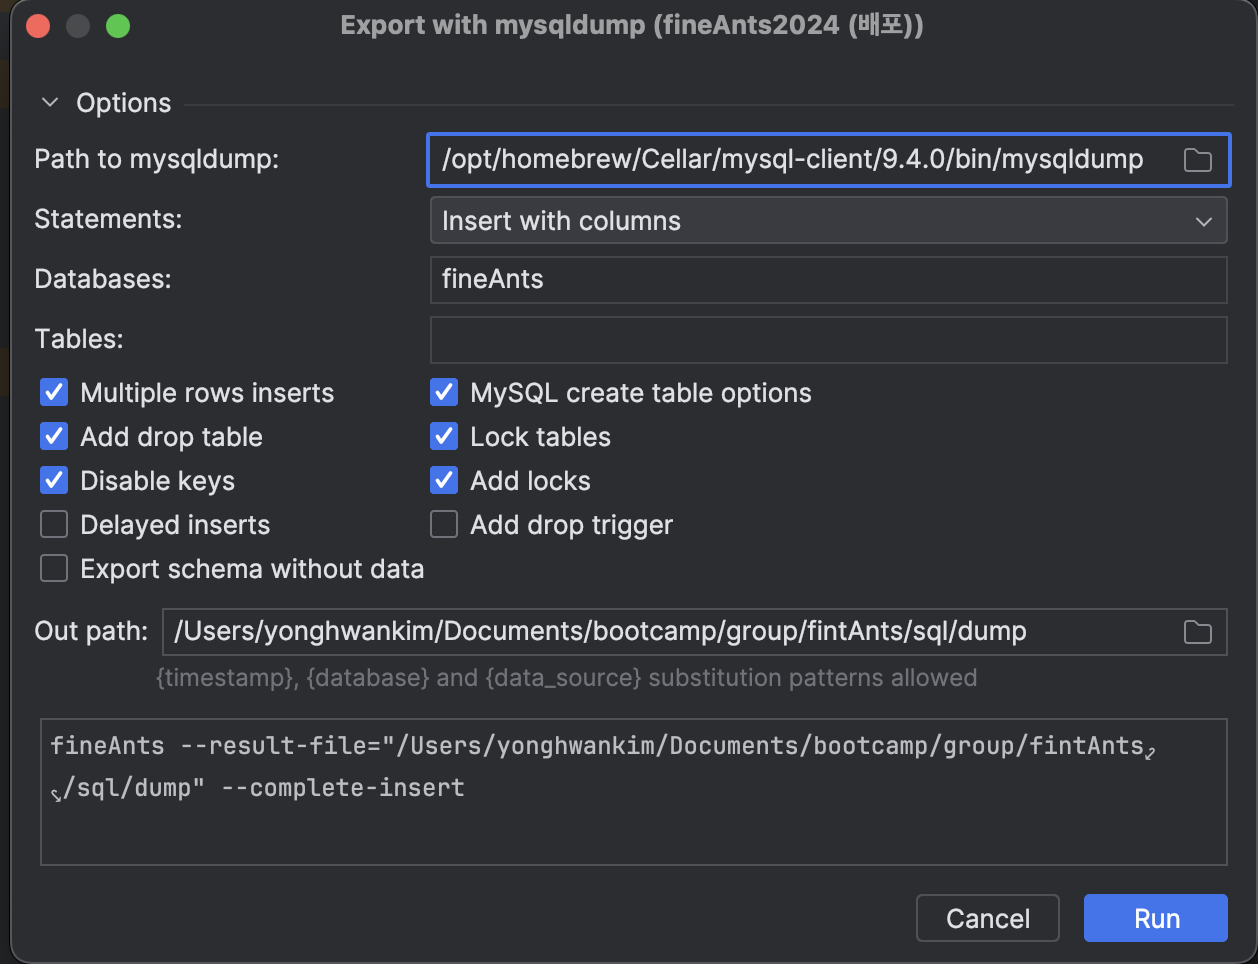 Export with mysqldump (fineAnts2024 (배포))
Options
Path to mysqldump: /opt/homebrew/Cellar/mysql-client/9.4.0/bin/mysqldump
Statements: Insert with columns
Databases: fineAnts
Tables:
Multiple rows inserts MySQL create table options
Add drop table Lock tables
Disable keys Add locks
Delayed inserts Add drop trigger
Export schema without data
Out path: /Users/yonghwankim/Documents/bootcamp/group/fintAnts/sql/dump
{timestamp}, {database} and {data_source} substitution patterns allowed
fineAnts --result-file="/Users/yonghwankim/Documents/bootcamp/group/fintAnts
/sql/dump" --complete-insert
Cancel Run